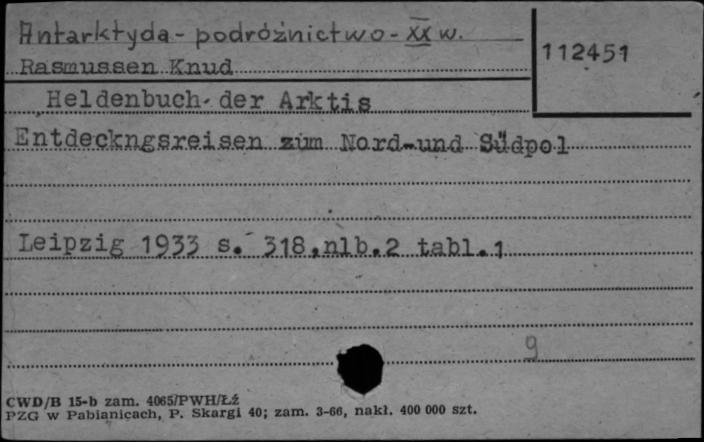 Antarktyda - podróżnictwo - XX w.
112451
Rasmussen Knud
Heldenbuch der Arktis
Entdeckngsreisen zum Nord-und Südpol
Leipzig 1933 s. 318,nlb.2 tabl.1
9
CWD/B 15-b zam. 4065/PWH/Łź
PZG w Pabianicach, P. Skargi 40; zam. 3-66, nakł. 400 000 szt.